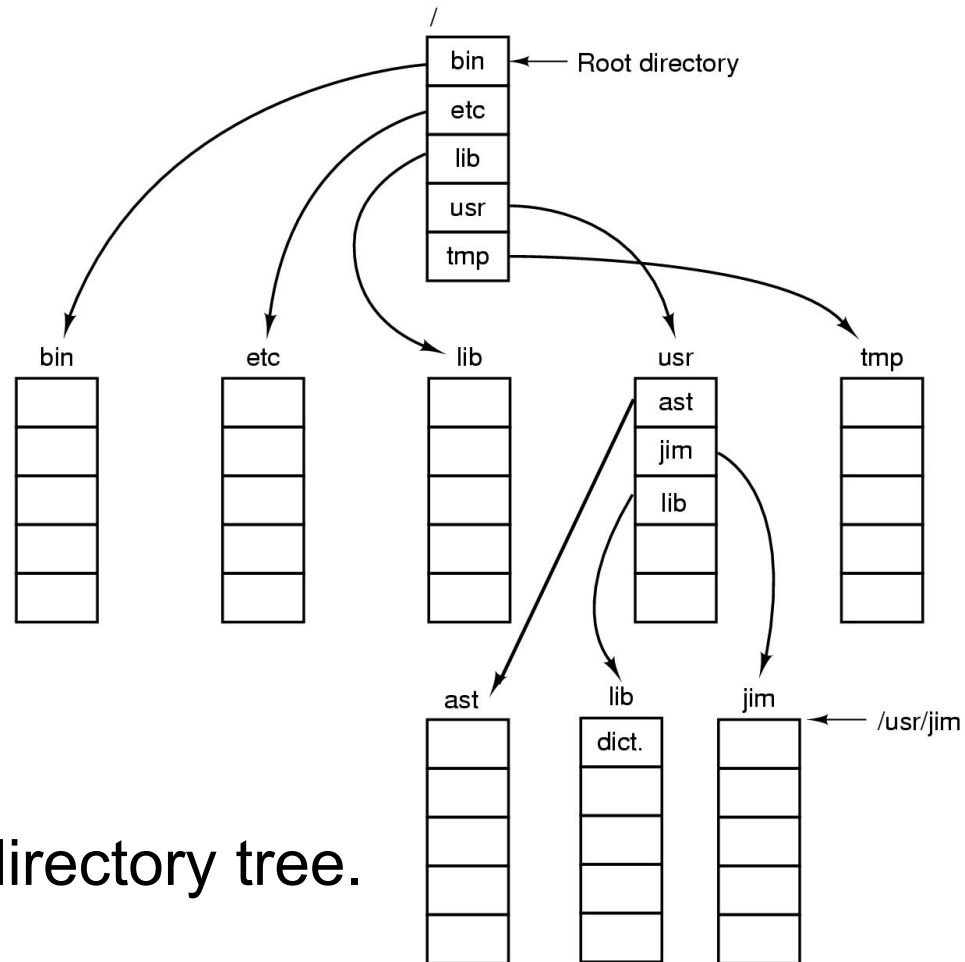 /
bin
Root directory
etc
lib
usr
tmp
bin
etc
lib
usr
tmp
ast
jim
lib
ast
lib
jim
/usr/jim
dict.
directory tree.